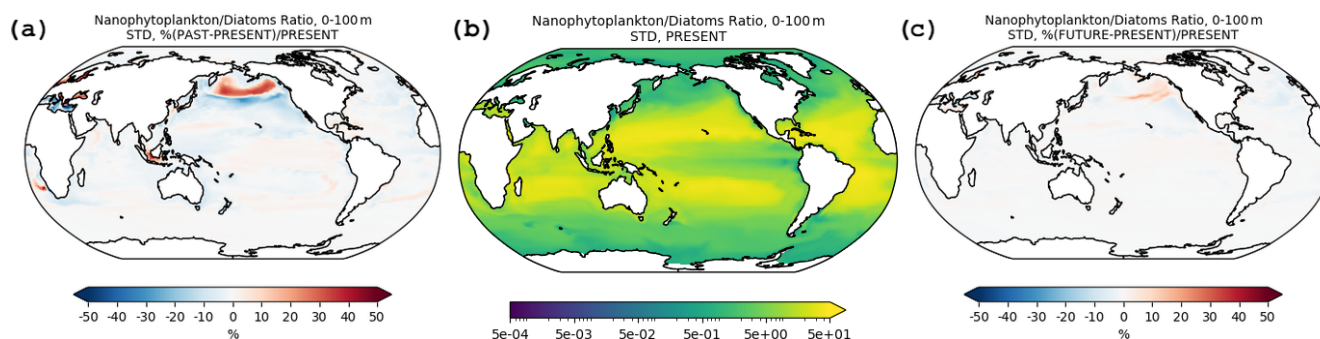 (a)
Nanophytoplankton/Diatoms Ratio, 0-100 m
STD, %(PAST-PRESENT)/PRESENT
-50 -40 -30 -20 -10 0 10 20 30 40 50
%
(b)
Nanophytoplankton/Diatoms Ratio, 0-100 m
STD, PRESENT
5e-04 5e-03 5e-02 5e-01 5e+00 5e+01
(c)
Nanophytoplankton/Diatoms Ratio, 0-100 m
STD, %(FUTURE-PRESENT)/PRESENT
-50 -40 -30 -20 -10 0 10 20 30 40 50
%